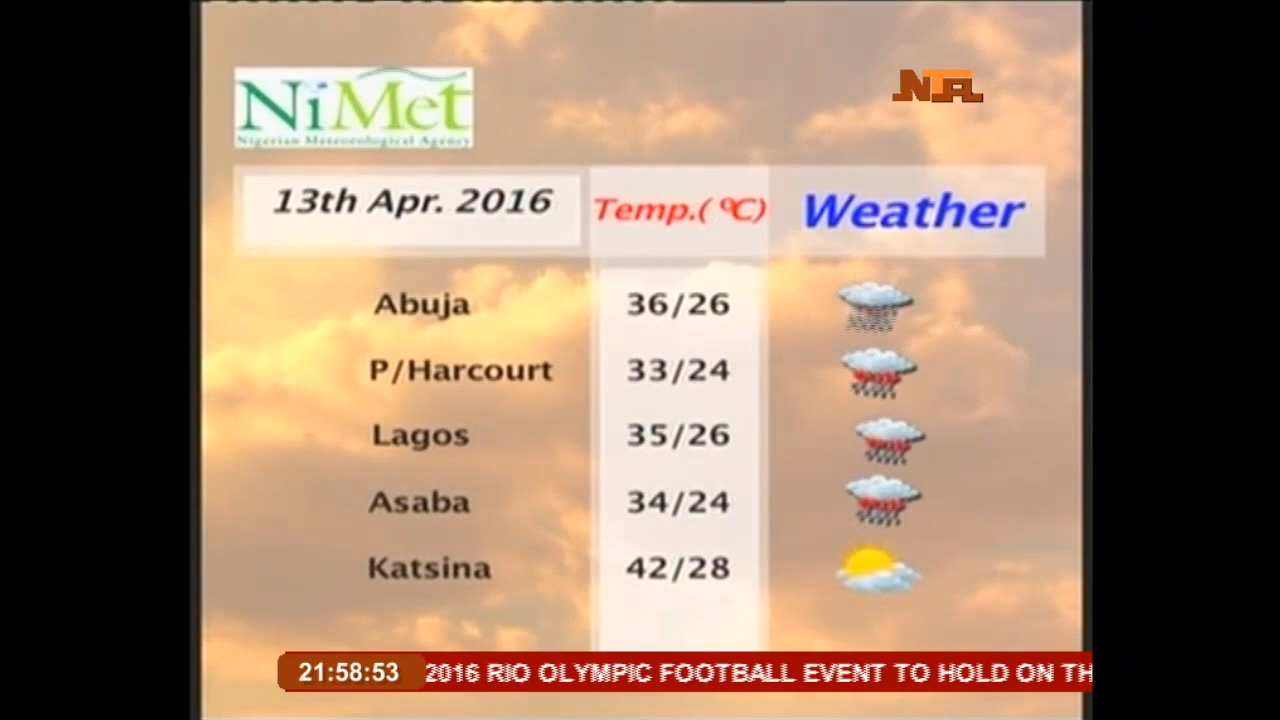 NiMet
Nigerian Meteorological Agency
NTA
13th Apr. 2016 Temp.(ºC) Weather
Abuja 36/26
P/Harcourt 33/24
Lagos 35/26
Asaba 34/24
Katsina 42/28
21:58:53 2016 RIO OLYMPIC FOOTBALL EVENT TO HOLD ON TH